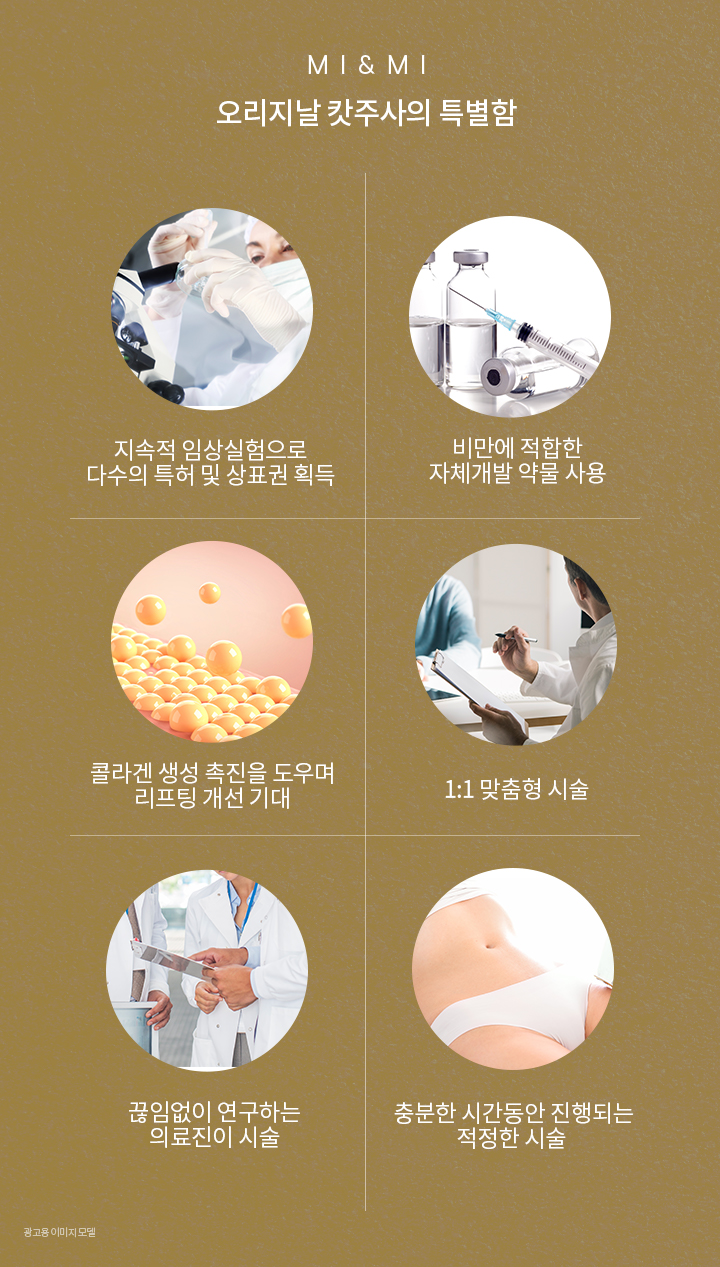 MI&MI
오리지날 캇주사의 특별함
지속적 임상실험으로
다수의 특허 및 상표권 획득
비만에 적합한
자체개발 약물 사용
콜라겐 생성 촉진을 도우며
리프팅 개선 기대
1:1 맞춤형 시술
끊임없이 연구하는
의료진이 시술
충분한 시간동안 진행되는
적정한 시술
광고용 이미지 모델